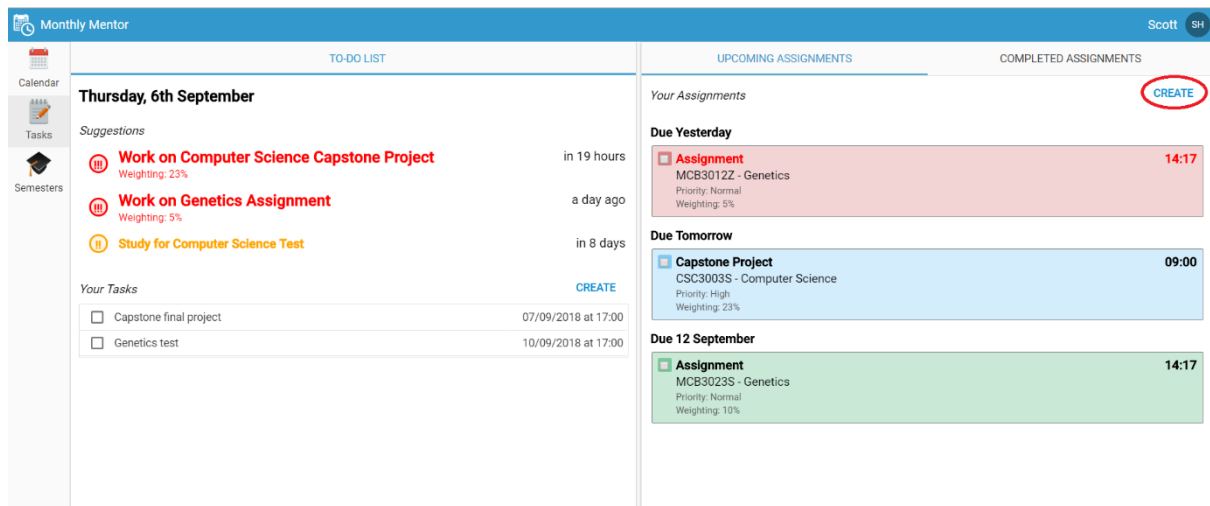 Monthly Mentor
Scott SH
Calendar
Tasks
Semesters
TO-DO LIST
Thursday, 6th September
Suggestions
Work on Computer Science Capstone Project in 19 hours
Weighting: 23%
Work on Genetics Assignment a day ago
Weighting: 5%
Study for Computer Science Test in 8 days
Your Tasks CREATE
Capstone final project 07/09/2018 at 17:00
Genetics test 10/09/2018 at 17:00
UPCOMING ASSIGNMENTS COMPLETED ASSIGNMENTS
Your Assignments CREATE
Due Yesterday
Assignment 14:17
MCB3012Z - Genetics
Priority: Normal
Weighting: 5%
Due Tomorrow
Capstone Project 09:00
CSC3003S - Computer Science
Priority: High
Weighting: 23%
Due 12 September
Assignment 14:17
MCB3023S - Genetics
Priority: Normal
Weighting: 10%